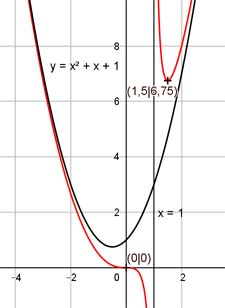 8
y = x² + x + 1
(1,5|6,75)
6
4
2
x = 1
(0|0)
-4 -2 0 2